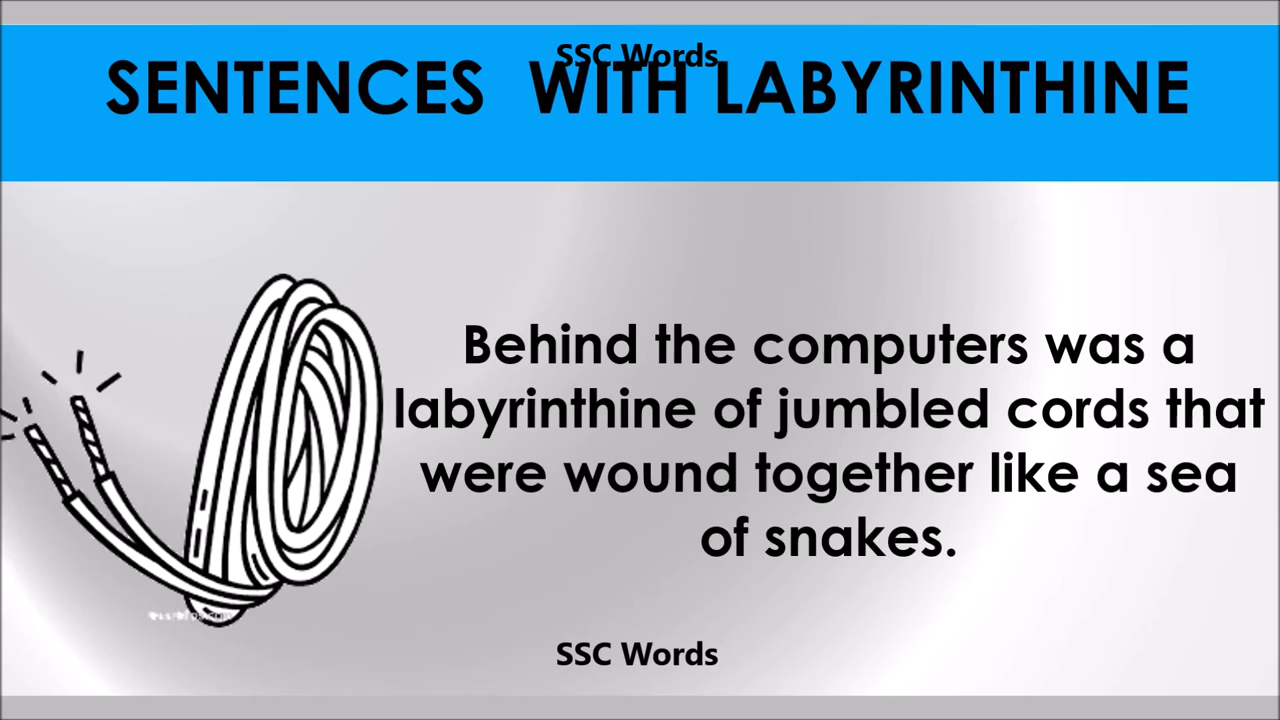 SSC Words
SENTENCES WITH LABYRINTHINE
Behind the computers was a
labyrinthine of jumbled cords that
were wound together like a sea
of snakes.
SSC Words